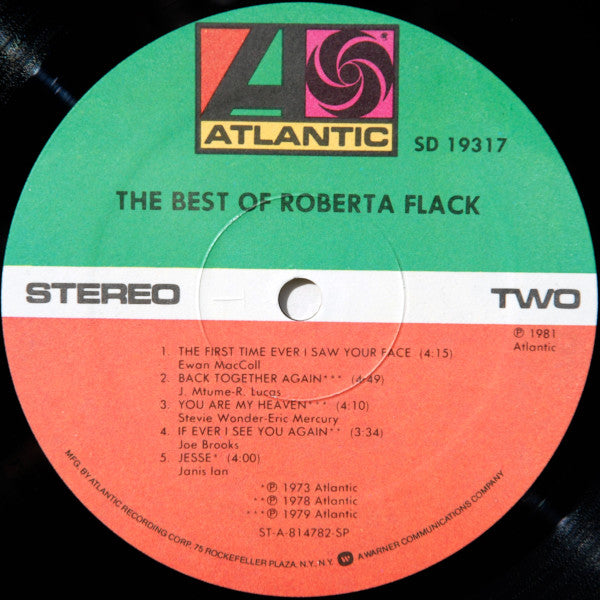 ATLANTIC
SD 19317
THE BEST OF ROBERTA FLACK
STEREO
TWO
℗ 1981
Atlantic
1. THE FIRST TIME EVER I SAW YOUR FACE (4:15)
Ewan MacColl
2. BACK TOGETHER AGAIN*** (4:49)
J. Mtume-R. Lucas
3. YOU ARE MY HEAVEN*** (4:10)
Stevie Wonder-Eric Mercury
4. IF EVER I SEE YOU AGAIN** (3:34)
Joe Brooks
5. JESSE* (4:00)
Janis Ian
*℗ 1973 Atlantic
**℗ 1978 Atlantic
***℗ 1979 Atlantic
ST-A-814782-SP
MFG. BY ATLANTIC RECORDING CORP. 75 ROCKEFELLER PLAZA. N.Y., N.Y. A WARNER COMMUNICATIONS COMPANY